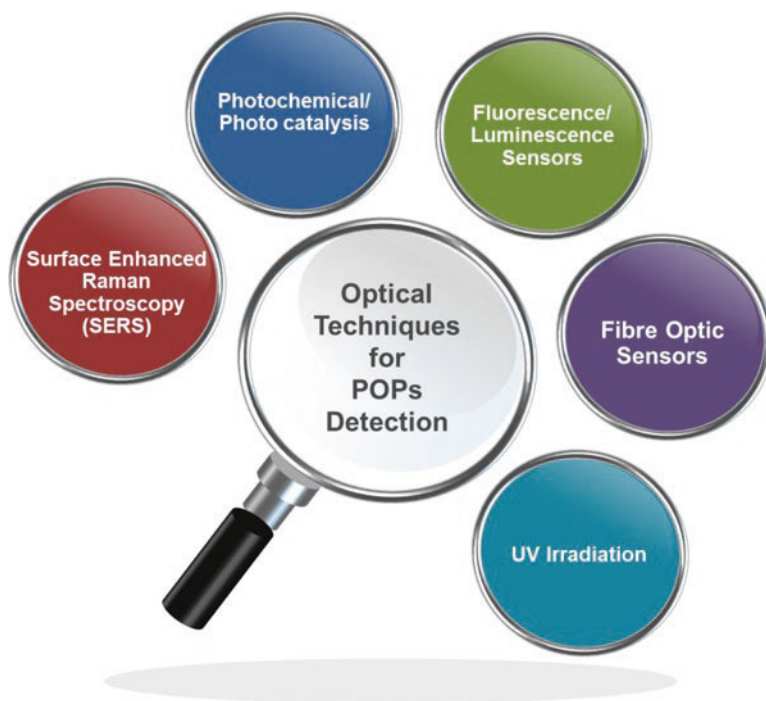 Photochemical/
Photo catalysis
Fluorescence/
Luminescence
Sensors
Surface Enhanced
Raman
Spectroscopy
(SERS)
Optical
Techniques
for
POPs
Detection
Fibre Optic
Sensors
UV Irradiation